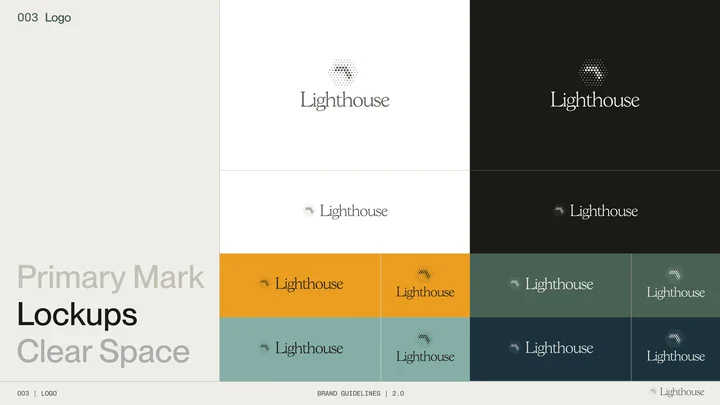 003 Logo
Primary Mark
Lockups
Clear Space
Lighthouse
Lighthouse
Lighthouse
Lighthouse
Lighthouse
Lighthouse
Lighthouse
Lighthouse
Lighthouse
Lighthouse
Lighthouse
Lighthouse
003 | LOGO
BRAND GUIDELINES | 2.0
Lighthouse